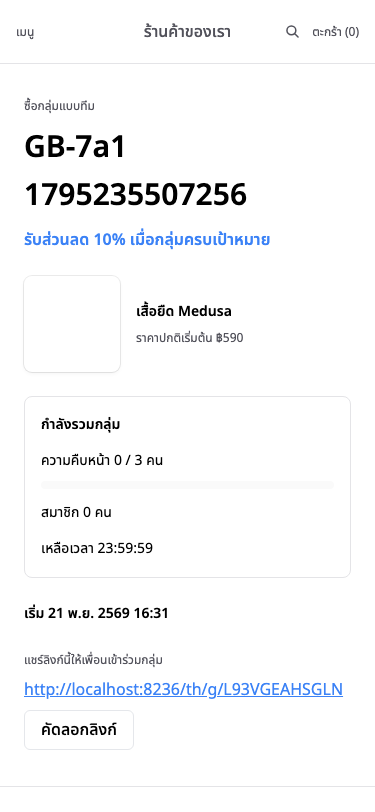 เมนู
ร้านค้าของเรา
ตะกร้า (0)
ซื้อกลุ่มแบบทีม
GB-7a1
1795235507256
รับส่วนลด 10% เมื่อกลุ่มครบเป้าหมาย
เสื้อยืด Medusa
ราคาปกติเริ่มต้น ฿590
กำลังรวมกลุ่ม
ความคืบหน้า 0 / 3 คน
สมาชิก 0 คน
เหลือเวลา 23:59:59
เริ่ม 21 พ.ย. 2569 16:31
แชร์ลิงก์นี้ให้เพื่อนเข้าร่วมกลุ่ม
http://localhost:8236/th/g/L93VGEAHSGLN
คัดลอกลิงก์